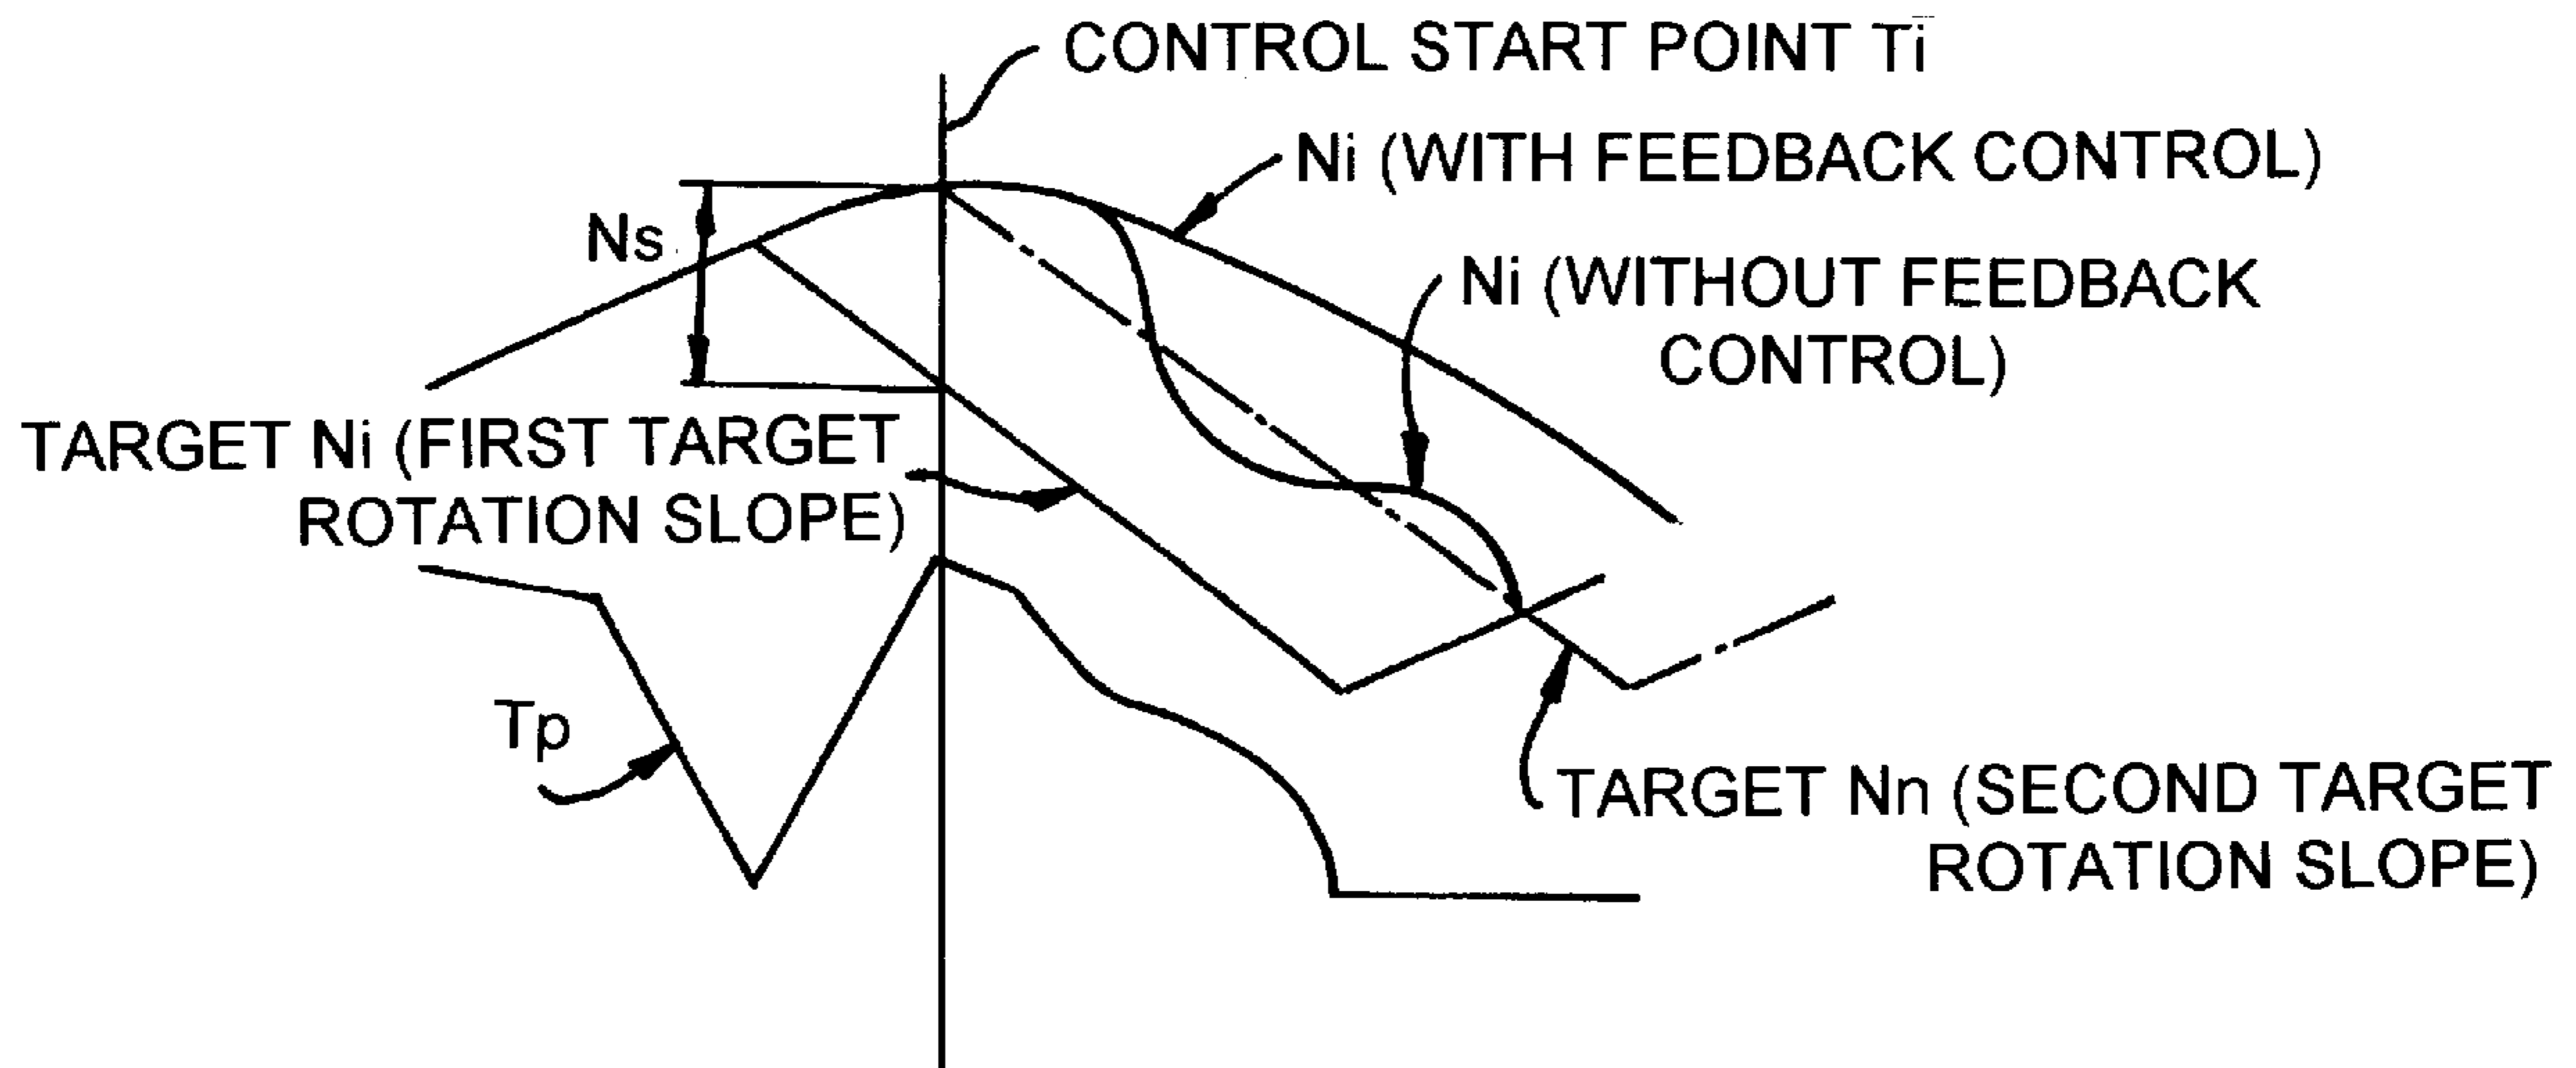 CONTROL START POINT Ti
Ni (WITH FEEDBACK CONTROL)
Ns
Ni (WITHOUT FEEDBACK
CONTROL)
TARGET Ni (FIRST TARGET
ROTATION SLOPE)
Tp
TARGET Nn (SECOND TARGET
ROTATION SLOPE)